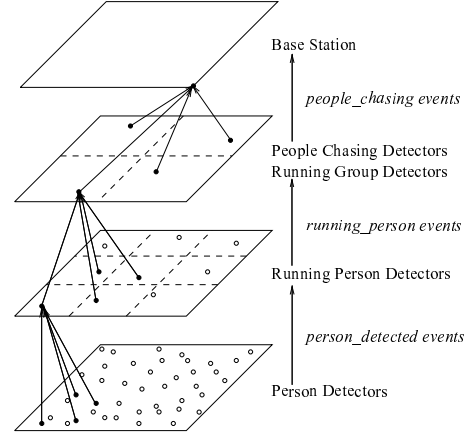 Base Station
people_chasing events
People Chasing Detectors
Running Group Detectors
running_person events
Running Person Detectors
person_detected events
Person Detectors